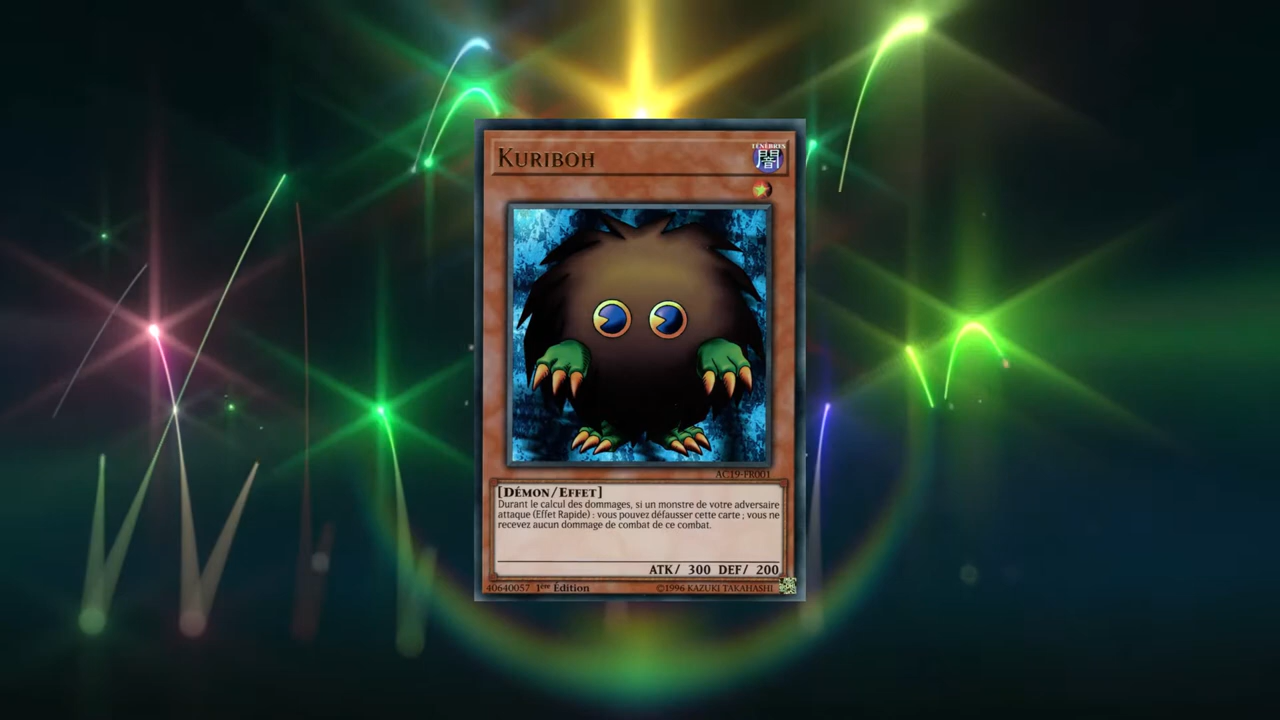 KURIBOH
TÉNÈBRES
闇
AC19-FR001
[DÉMON/EFFET]
Durant le calcul des dommages, si un monstre de votre adversaire
attaque (Effet Rapide) : vous pouvez défausser cette carte ; vous ne
recevez aucun dommage de combat de ce combat.
ATK/ 300 DEF/ 200
40640057 1ère Édition ©1996 KAZUKI TAKAHASHI